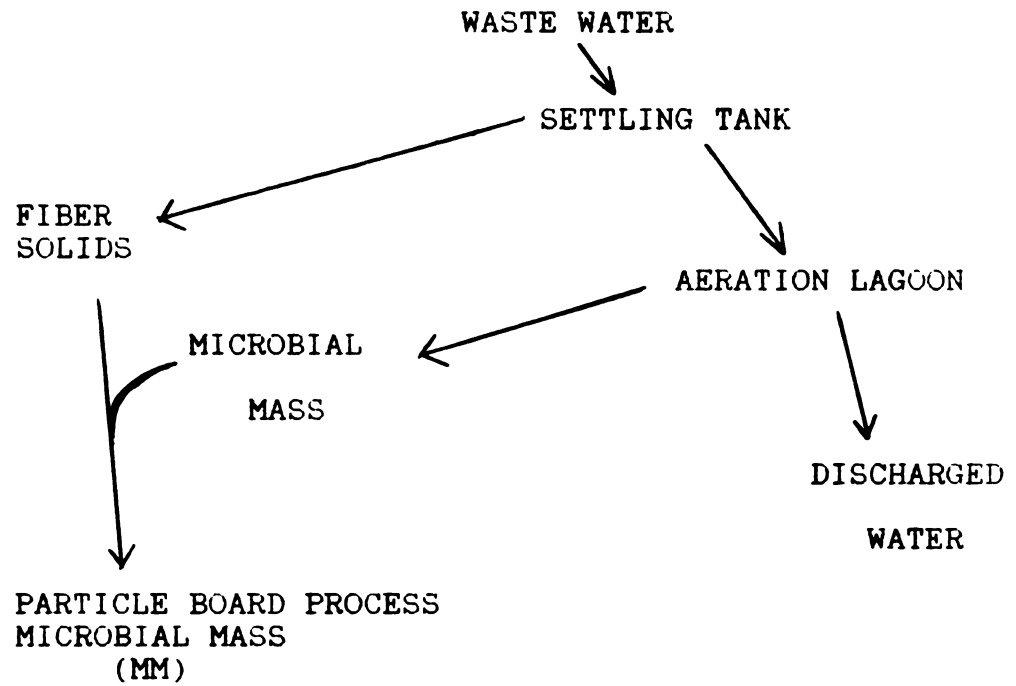 WASTE WATER
SETTLING TANK
FIBER
SOLIDS
AERATION LAGOON
MICROBIAL
MASS
DISCHARGED
WATER
PARTICLE BOARD PROCESS
MICROBIAL MASS
(MM)